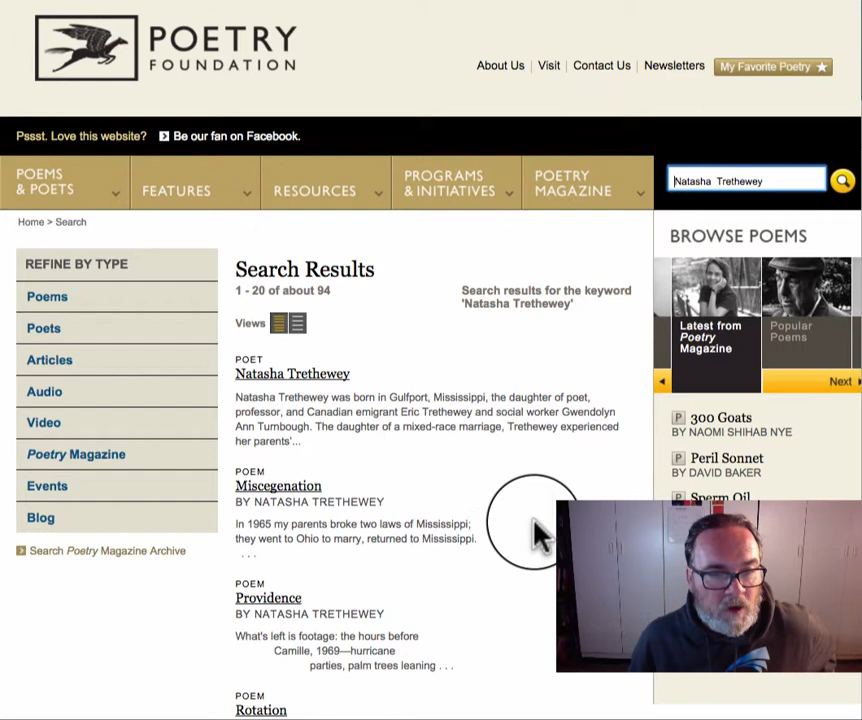 POETRY
FOUNDATION
About Us
Visit
Contact Us
Newsletters
My Favorite Poetry
Pssst. Love this website?
Be our fan on Facebook.
POEMS
& POETS
FEATURES
RESOURCES
PROGRAMS
& INITIATIVES
POETRY
MAGAZINE
Natasha Trethewey
Home > Search
REFINE BY TYPE
Poems
Poets
Articles
Audio
Video
Poetry Magazine
Events
Blog
Search Poetry Magazine Archive
Search Results
1 - 20 of about 94
Search results for the keyword
'Natasha Trethewey'
Views
POET
Natasha Trethewey
Natasha Trethewey was born in Gulfport, Mississippi, the daughter of poet,
professor, and Canadian emigrant Eric Trethewey and social worker Gwendolyn
Ann Turnbough. The daughter of a mixed-race marriage, Trethewey experienced
her parents'...
POEM
Miscegenation
BY NATASHA TRETHEWEY
In 1965 my parents broke two laws of Mississippi;
they went to Ohio to marry, returned to Mississippi.
. . .
POEM
Providence
BY NATASHA TRETHEWEY
What's left is footage: the hours before
Camille, 1969—hurricane
parties, palm trees leaning . . .
POEM
Rotation
BROWSE POEMS
Latest from
Poetry
Magazine
Popular
Poems
Next
P 300 Goats
BY NAOMI SHIHAB NYE
P Peril Sonnet
BY DAVID BAKER
P Sperm Oil